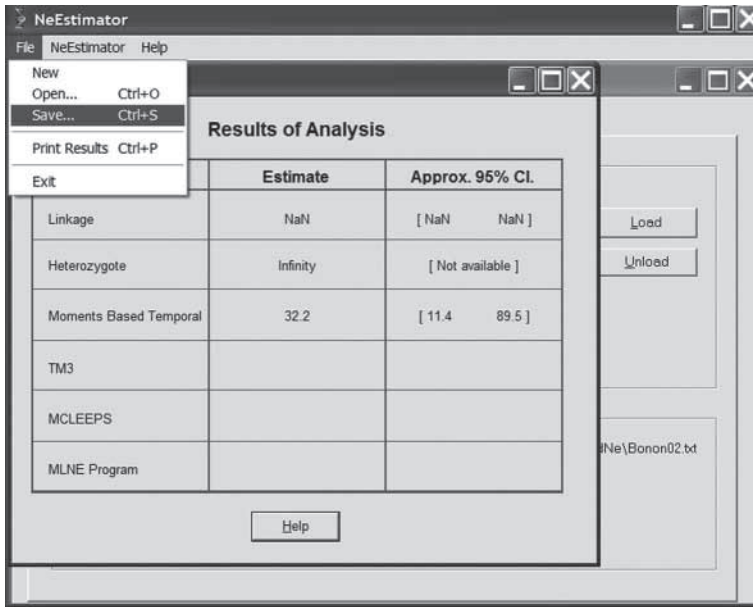 NeEstimator
File NeEstimator Help
New
Open... Ctrl+O
Save... Ctrl+S
Print Results Ctrl+P
Exit
Results of Analysis
Estimate Approx. 95% CI.
Linkage NaN [ NaN NaN ]
Heterozygote Infinity [ Not available ]
Moments Based Temporal 32.2 [ 11.4 89.5 ]
TM3
MCLEEPS
MLNE Program
Help
Load
Unload
Ne\Bonon02.txt